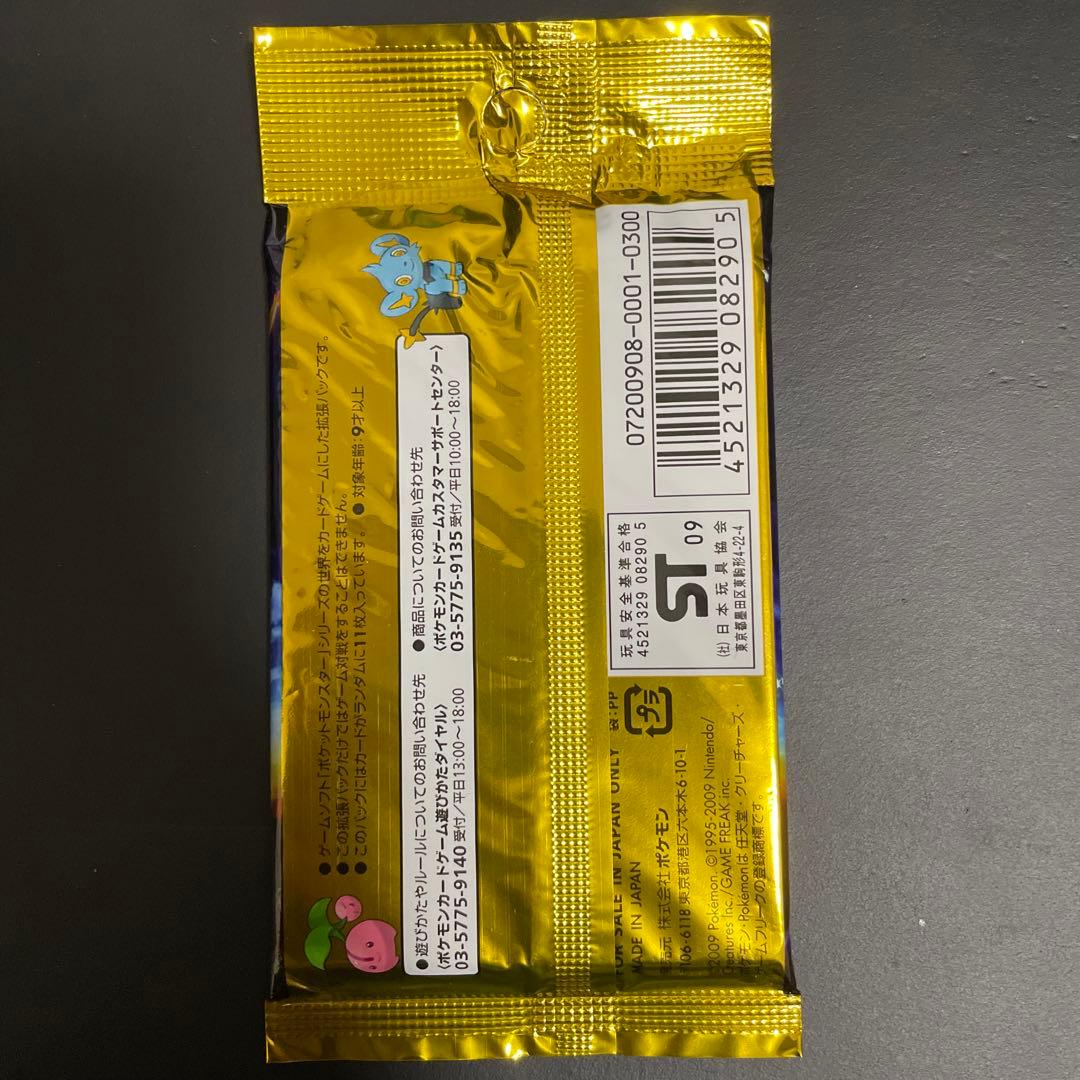 ●ゲームソフト「ポケットモンスター」シリーズの世界をカードゲームにした拡張パックです。
●この拡張パックだけではゲーム対戦をすることはできません。
●このパックにはカードがランダムに11枚入っています。 ●対象年齢:9才以上
●遊びかたやルールについてのお問い合わせ先
〈ポケモンカードゲーム遊びかたダイヤル〉
03-5775-9140 受付/平日13:00〜18:00
●商品についてのお問い合わせ先
〈ポケモンカードゲームカスタマーサポートセンター〉
03-5775-9135 受付/平日10:00〜18:00
FOR SALE IN JAPAN ONLY 袋:PP
プラ
MADE IN JAPAN
発売元 株式会社ポケモン
〒106-6118 東京都港区六本木6-10-1
©2009 Pokémon. ©1995-2009 Nintendo/
Creatures Inc./GAME FREAK inc.
ポケモン・Pokémonは任天堂・クリーチャーズ・
ゲームフリークの登録商標です。
玩具安全基準合格
4521329 08290 5
ST 09
(社)日本玩具協会
東京都墨田区東駒形4-22-4
07200908-0001-0300
4521329 08290 5